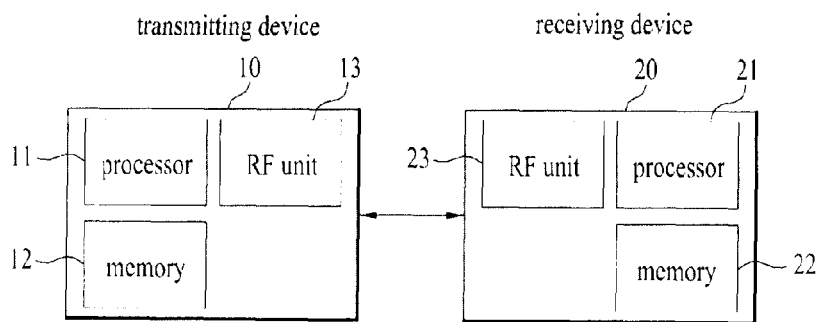 transmitting device
receiving device
10
13
20
21
11
processor
RF unit
23
RF unit
processor
12
memory
memory
22